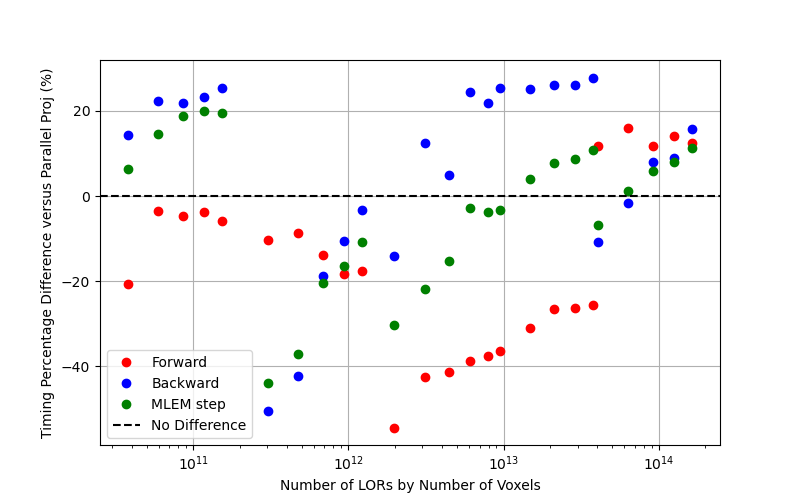 Timing Percentage Difference versus Parallel Proj (%)
20
0
−20
−40
Forward
Backward
MLEM step
No Difference
10¹¹
10¹²
10¹³
10¹⁴
Number of LORs by Number of Voxels